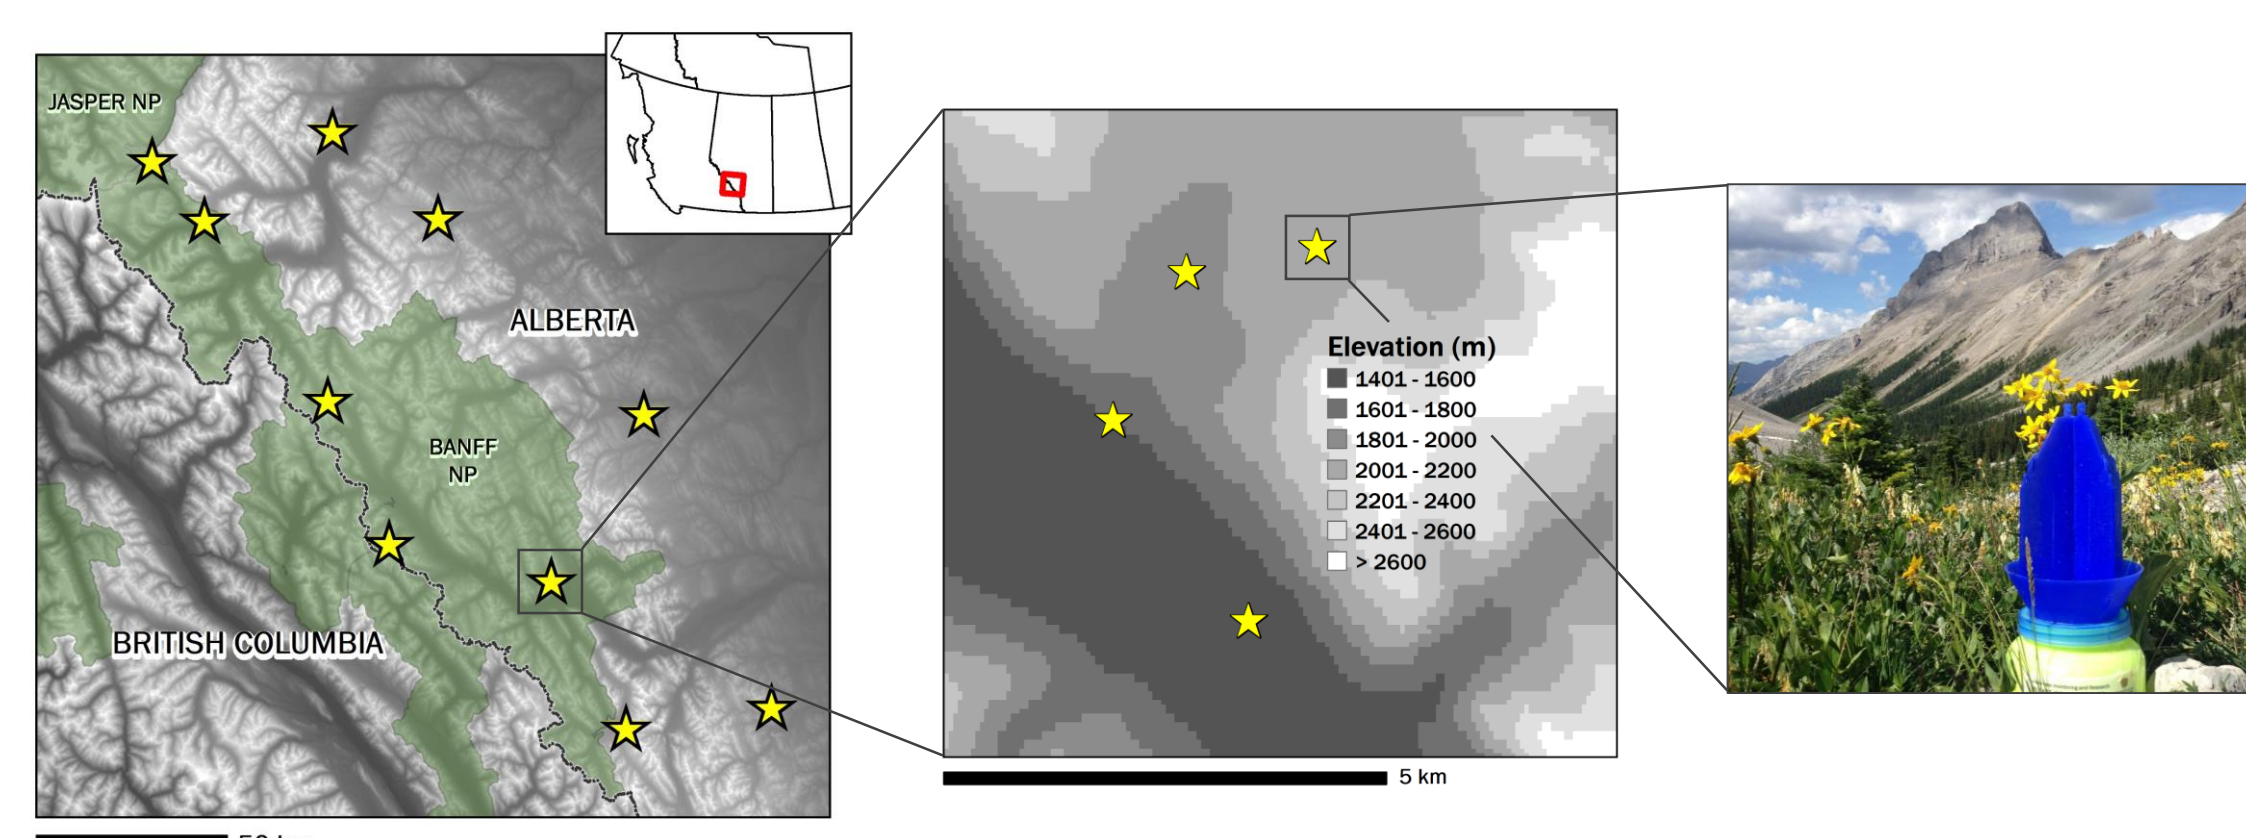 JASPER NP
ALBERTA
BANFF
NP
BRITISH COLUMBIA
Elevation (m)
1401 - 1600
1601 - 1800
1801 - 2000
2001 - 2200
2201 - 2400
2401 - 2600
> 2600
5 km